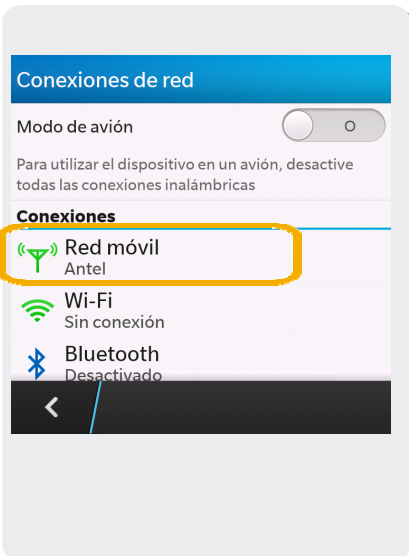 Conexiones de red
Modo de avión
Para utilizar el dispositivo en un avión, desactive
todas las conexiones inalámbricas
Conexiones
Red móvil
Antel
Wi-Fi
Sin conexión
Bluetooth
Desactivado